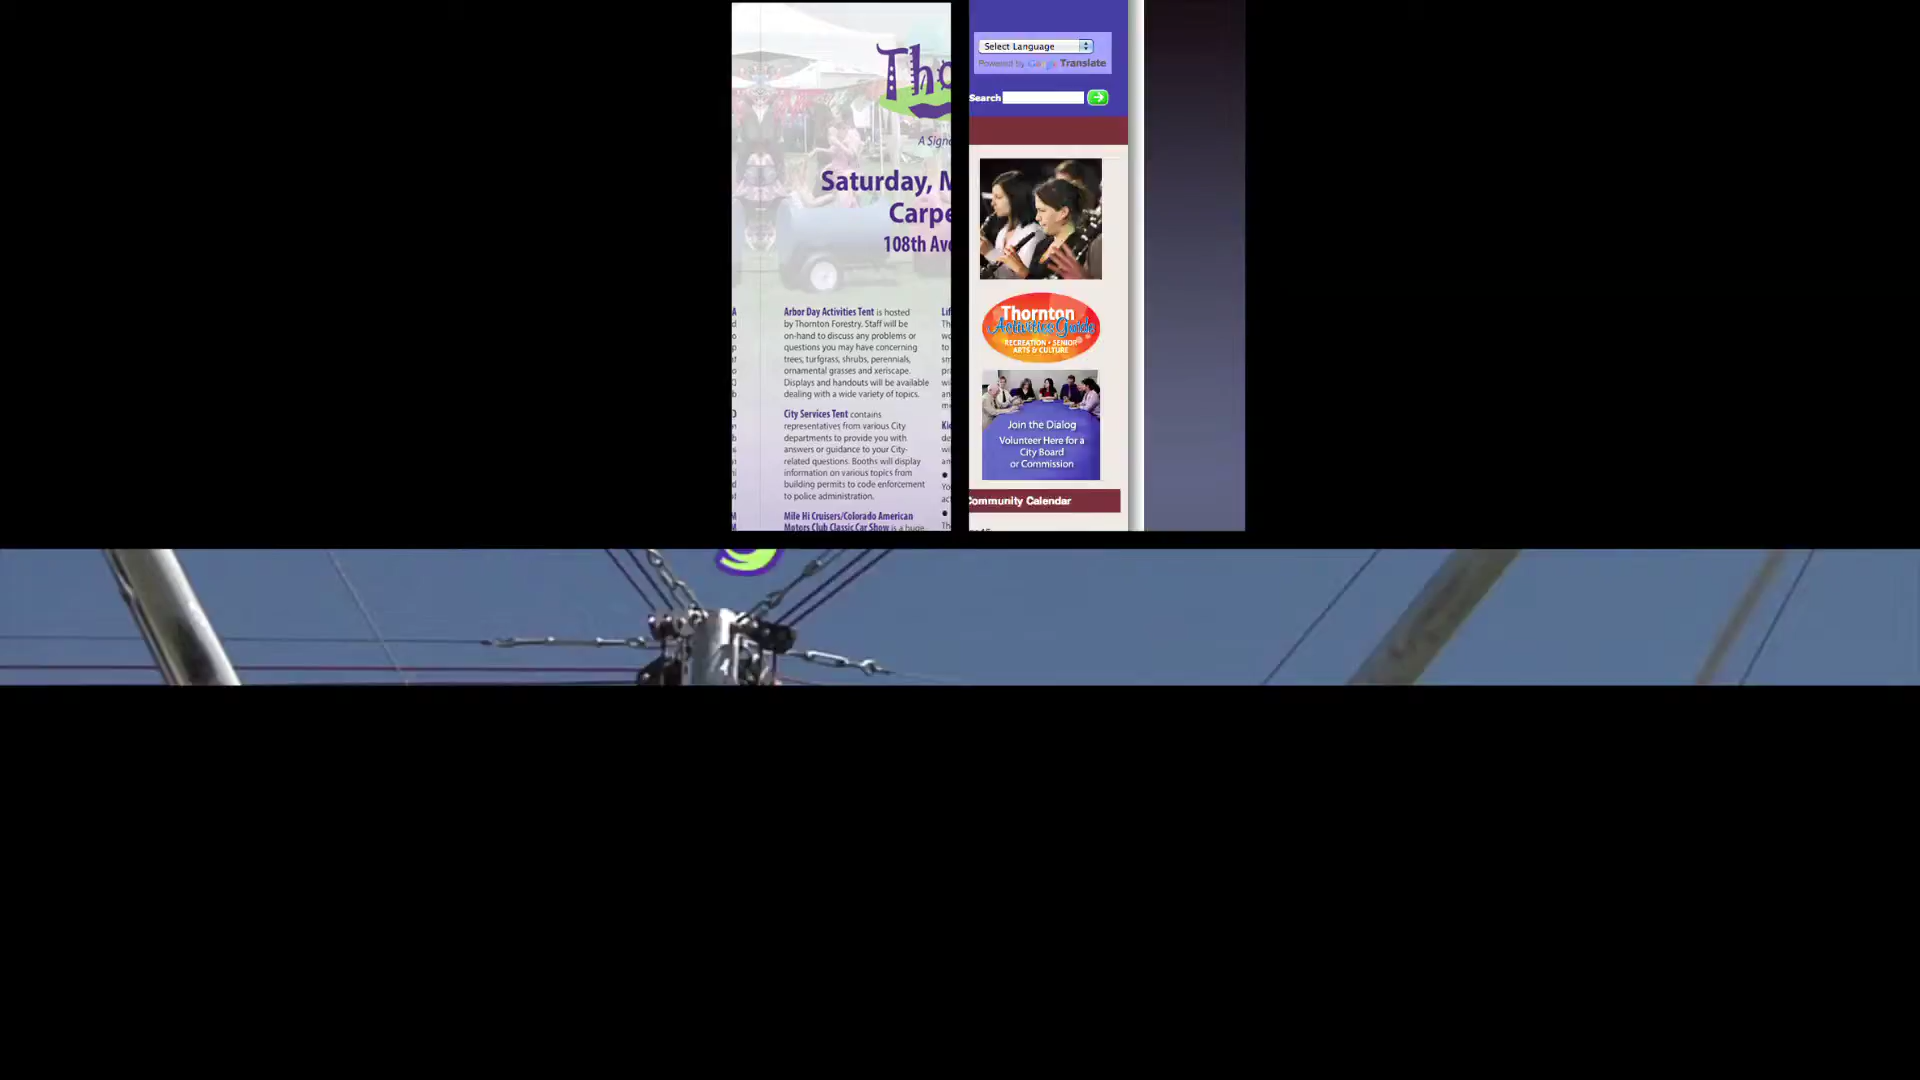 Tho
A Signa
Saturday, M
Carpe
108th Ave
Arbor Day Activities Tent is hosted
by Thornton Forestry. Staff will be
on-hand to discuss any problems or
questions you may have concerning
trees, turfgrass, shrubs, perennials,
ornamental grasses and xeriscape.
Displays and handouts will be available
dealing with a wide variety of topics.
City Services Tent contains
representatives from various City
departments to provide you with
answers or guidance to your City-
related questions. Booths will display
information on various topics from
building permits to code enforcement
to police administration.
Mile Hi Cruisers/Colorado American
Motors Club Classic Car Show is a huge
Select Language
Powered by Google Translate
Search
Thornton
Activities Guide
RECREATION • SENIOR
ARTS & CULTURE
Join the Dialog
Volunteer Here for a
City Board
or Commission
Community Calendar